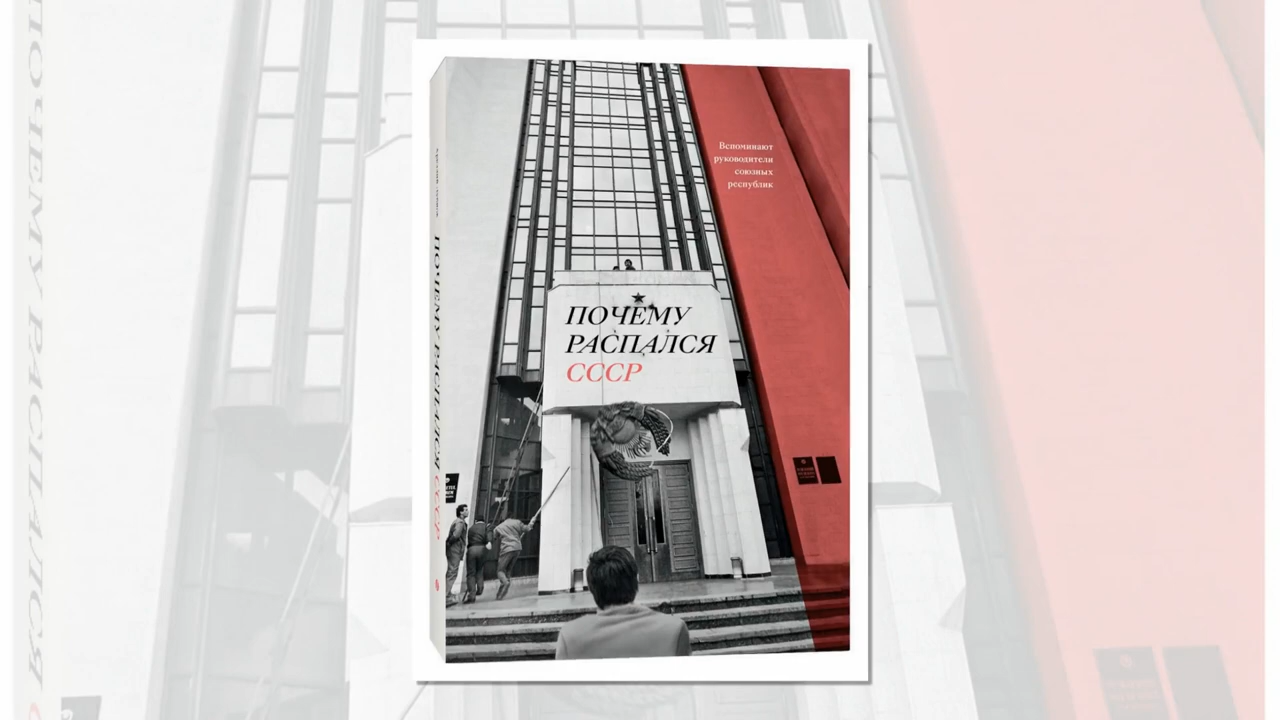 Вспоминают
руководители
союзных
республик
ПОЧЕМУ
РАСПАЛСЯ
СССР
ПОЧЕМУ РАСПАЛСЯ СССР